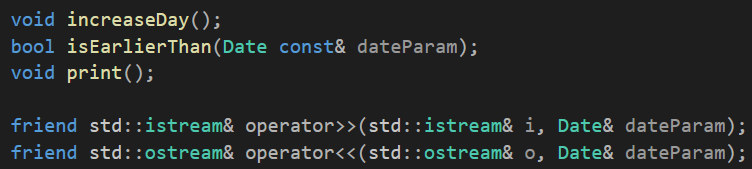 void increaseDay();
bool isEarlierThan(Date const& dateParam);
void print();
friend std::istream& operator>>(std::istream& i, Date& dateParam);
friend std::ostream& operator<<(std::ostream& o, Date& dateParam);